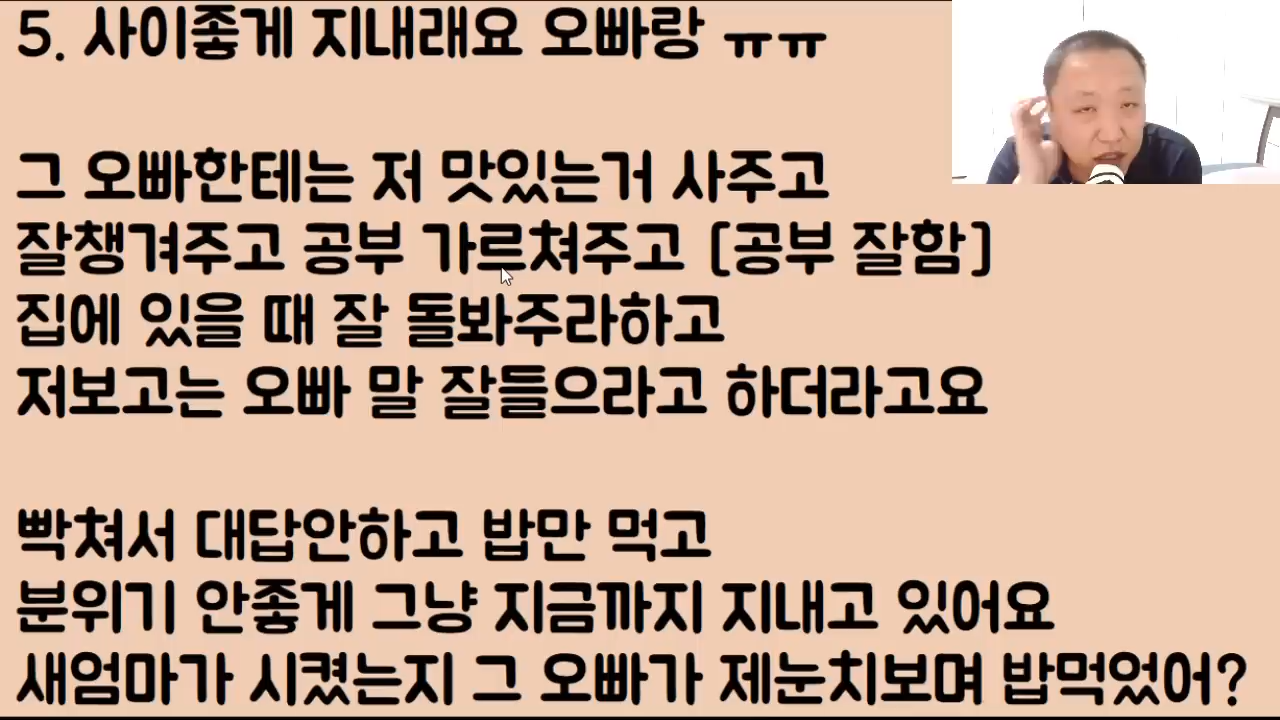 5. 사이좋게 지내래요 오빠랑 ㅠㅠ
그 오빠한테는 저 맛있는거 사주고
잘챙겨주고 공부 가르쳐주고 [공부 잘함]
집에 있을 때 잘 돌봐주라하고
저보고는 오빠 말 잘들으라고 하더라고요
빡쳐서 대답안하고 밥만 먹고
분위기 안좋게 그냥 지금까지 지내고 있어요
새엄마가 시켰는지 그 오빠가 제눈치보며 밥먹었어?